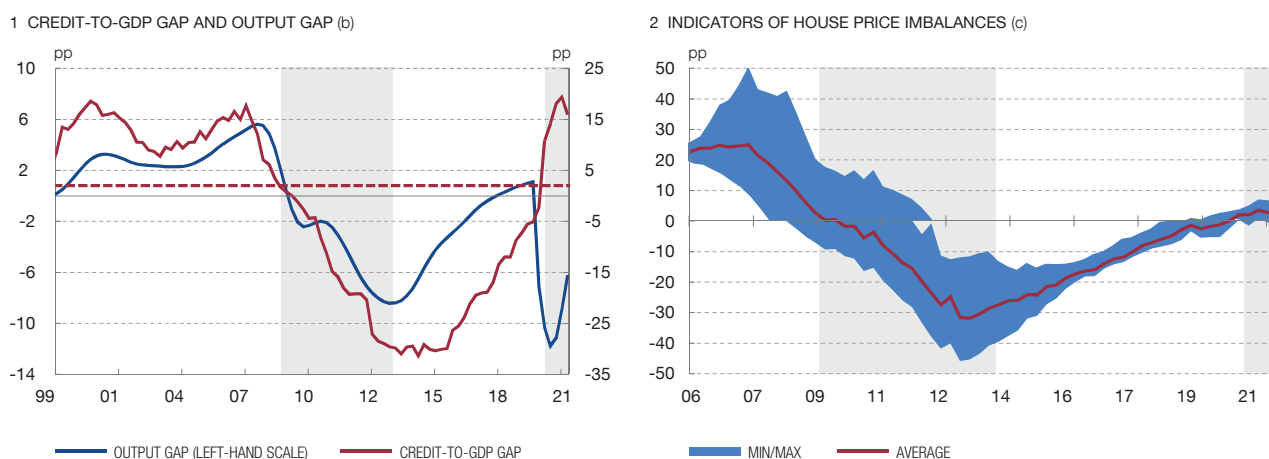 1 CREDIT-TO-GDP GAP AND OUTPUT GAP (b)
pp pp
10 25
6 15
2 5
-2 -5
-6 -15
-10 -25
-14 -35
99 01 04 07 10 12 15 18 21
OUTPUT GAP (LEFT-HAND SCALE) CREDIT-TO-GDP GAP
2 INDICATORS OF HOUSE PRICE IMBALANCES (c)
pp
50
40
30
20
10
0
-10
-20
-30
-40
-50
06 07 09 11 12 14 16 17 19 21
MIN/MAX AVERAGE